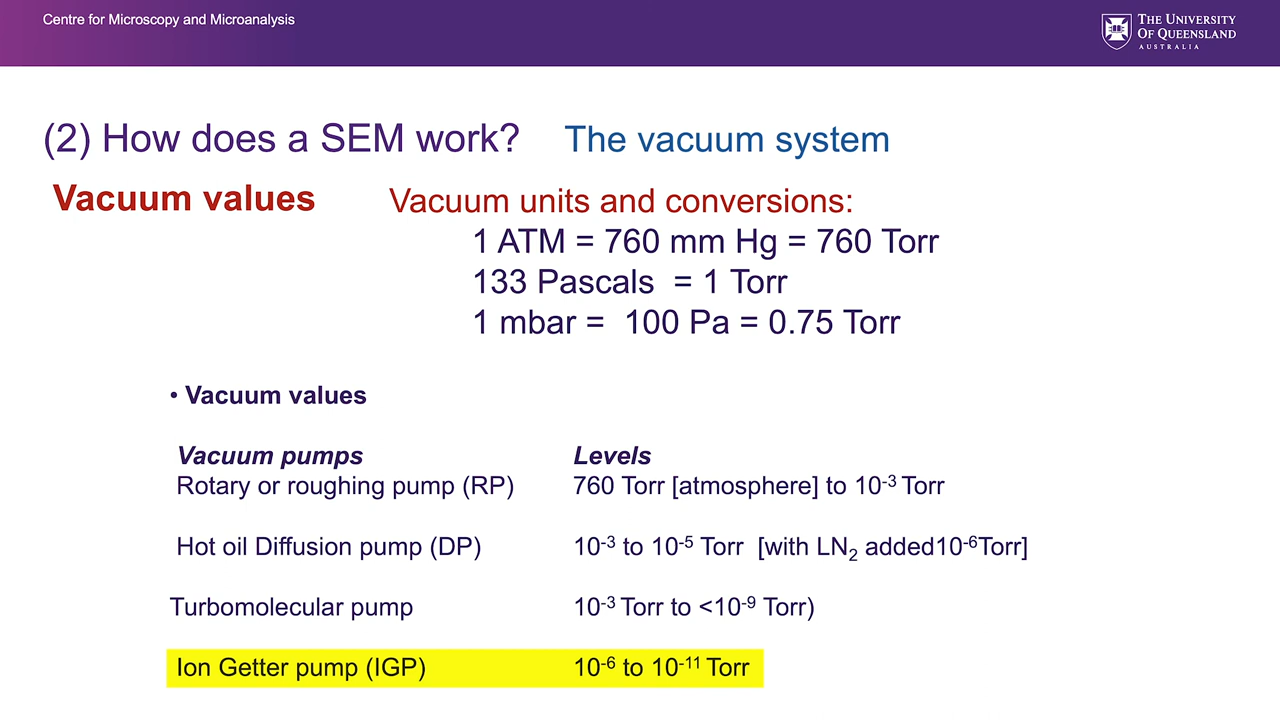 Centre for Microscopy and Microanalysis
THE UNIVERSITY
OF QUEENSLAND
AUSTRALIA
(2) How does a SEM work? The vacuum system
Vacuum values Vacuum units and conversions:
1 ATM = 760 mm Hg = 760 Torr
133 Pascals = 1 Torr
1 mbar = 100 Pa = 0.75 Torr
• Vacuum values
Vacuum pumps Levels
Rotary or roughing pump (RP) 760 Torr [atmosphere] to 10⁻³ Torr
Hot oil Diffusion pump (DP) 10⁻³ to 10⁻⁵ Torr [with LN₂ added10⁻⁶Torr]
Turbomolecular pump 10⁻³ Torr to <10⁻⁹ Torr)
Ion Getter pump (IGP) 10⁻⁶ to 10⁻¹¹ Torr